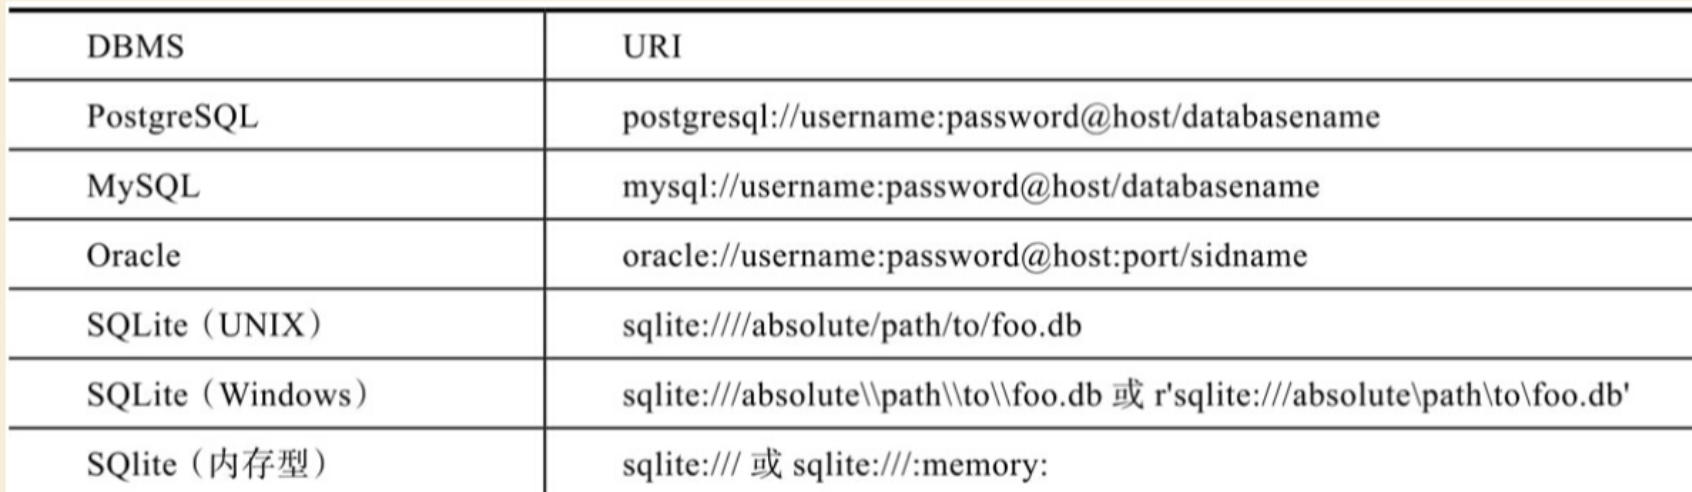 DBMS URI
PostgreSQL postgresql://username:password@host/databasename
MySQL mysql://username:password@host/databasename
Oracle oracle://username:password@host:port/sidname
SQLite（UNIX） sqlite:////absolute/path/to/foo.db
SQLite（Windows） sqlite:///absolute\\path\\to\\foo.db 或 r'sqlite:///absolute\path\to\foo.db'
SQlite（内存型） sqlite:/// 或 sqlite:///:memory: